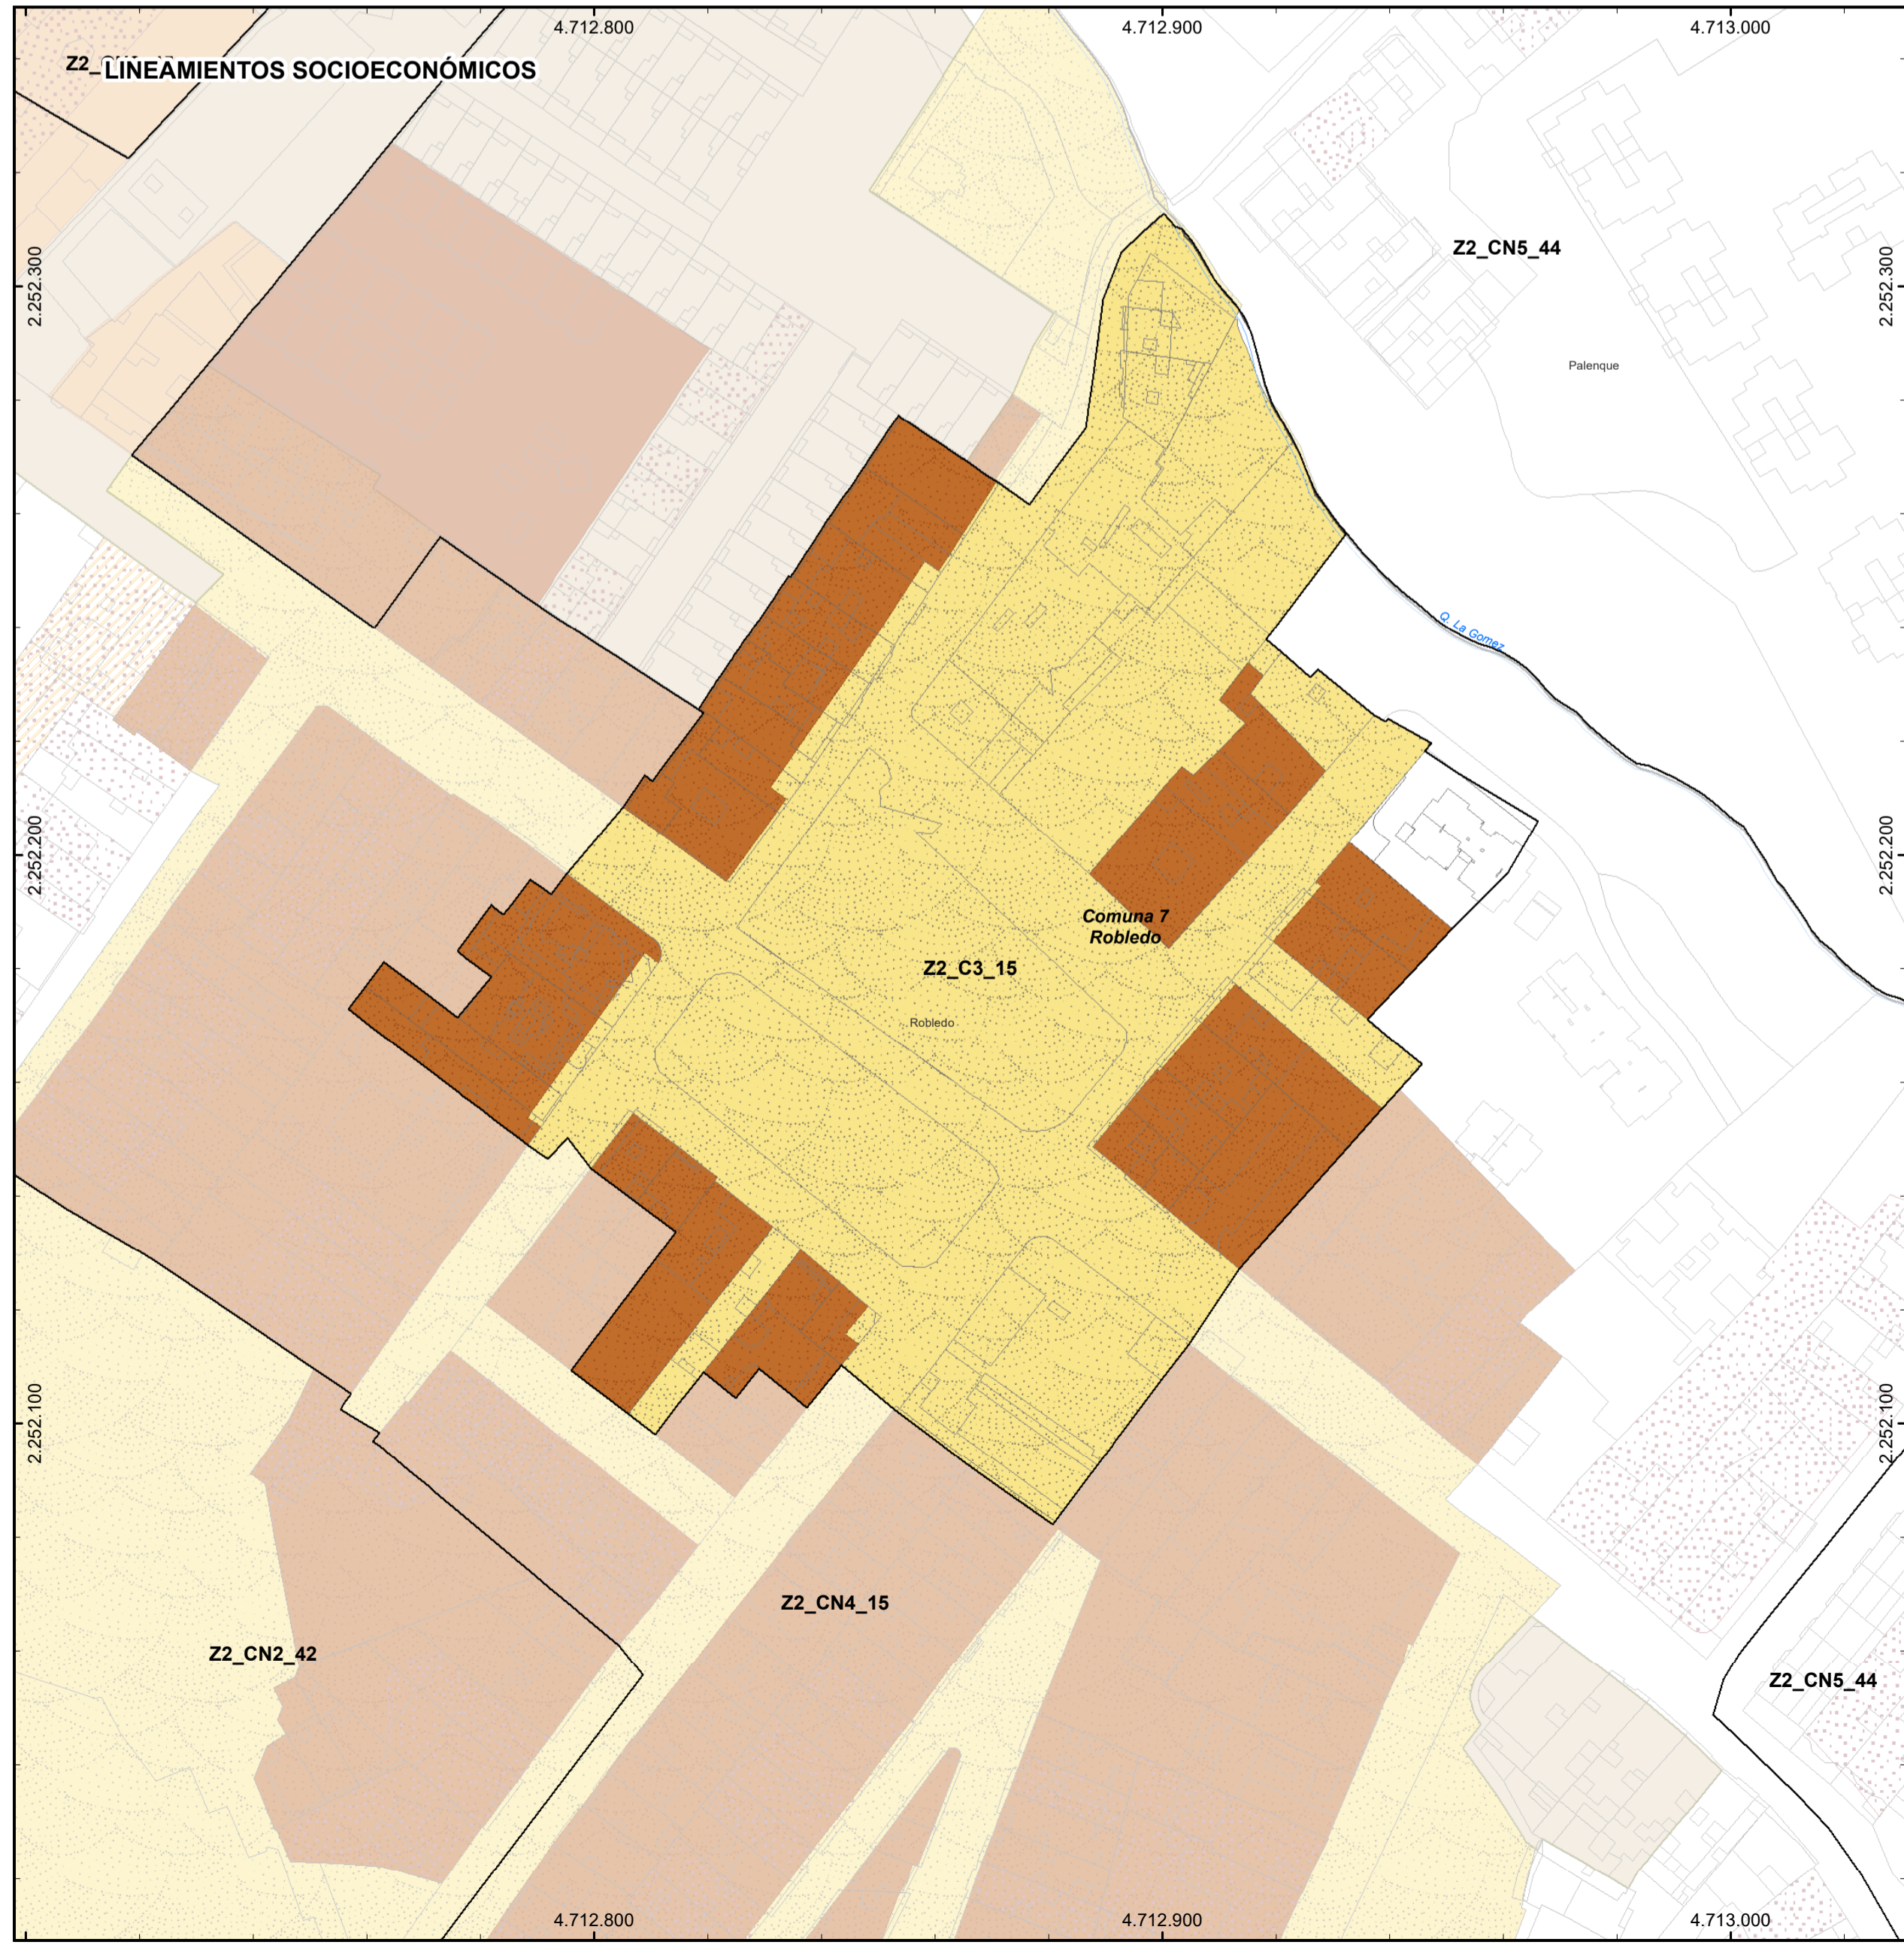 4.712.800
4.712.900
4.713.000
Z2_C
LINEAMIENTOS SOCIOECONÓMICOS
Z2_CN5_44
2.252.300
2.252.300
Palenque
Q. La Gomez
2.252.200
2.252.200
Comuna 7
Robledo
Z2_C3_15
Robledo
2.252.100
2.252.100
Z2_CN4_15
Z2_CN2_42
Z2_CN5_44
4.712.800
4.712.900
4.713.000